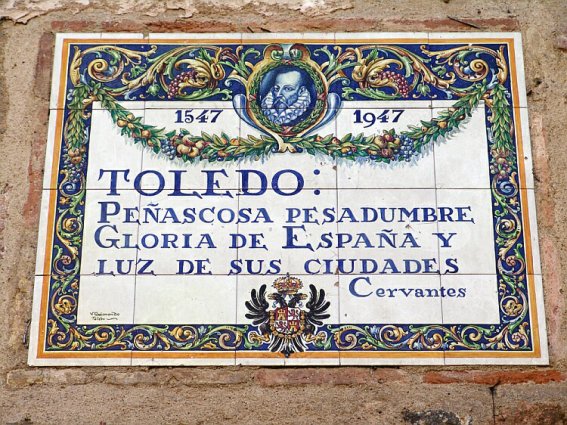 1547 1947
TOLEDO:
PEÑASCOSA PESADUMBRE
GLORIA DE ESPAÑA Y
LUZ DE SUS CIUDADES
CERVANTES